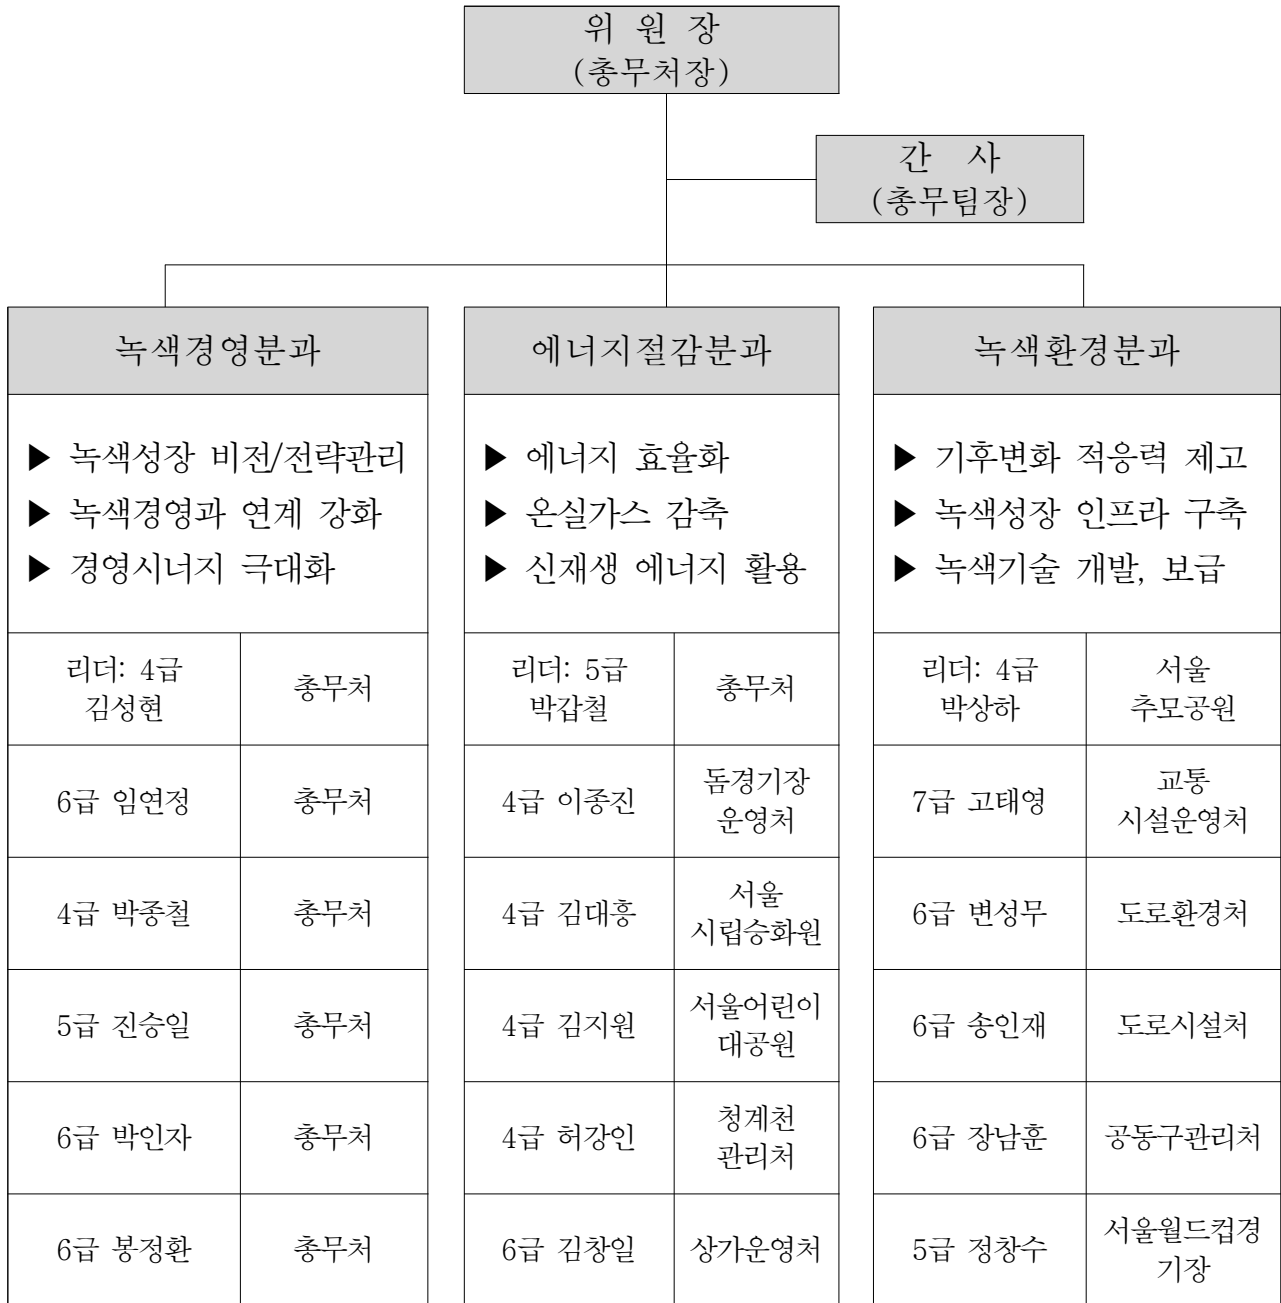 위 원 장
(총무처장)
간 사
(총무팀장)
녹색경영분과
▶ 녹색성장 비전/전략관리
▶ 녹색경영과 연계 강화
▶ 경영시너지 극대화
리더: 4급
김성현
총무처
6급 임연정
총무처
4급 박종철
총무처
5급 진승일
총무처
6급 박인자
총무처
6급 봉정환
총무처
에너지절감분과
▶ 에너지 효율화
▶ 온실가스 감축
▶ 신재생 에너지 활용
리더: 5급
박갑철
총무처
4급 이종진
돔경기장
운영처
4급 김대흥
서울
시립승화원
4급 김지원
서울어린이
대공원
4급 허강인
청계천
관리처
6급 김창일
상가운영처
녹색환경분과
▶ 기후변화 적응력 제고
▶ 녹색성장 인프라 구축
▶ 녹색기술 개발, 보급
리더: 4급
박상하
서울
추모공원
7급 고태영
교통
시설운영처
6급 변성무
도로환경처
6급 송인재
도로시설처
6급 장남훈
공동구관리처
5급 정창수
서울월드컵경
기장